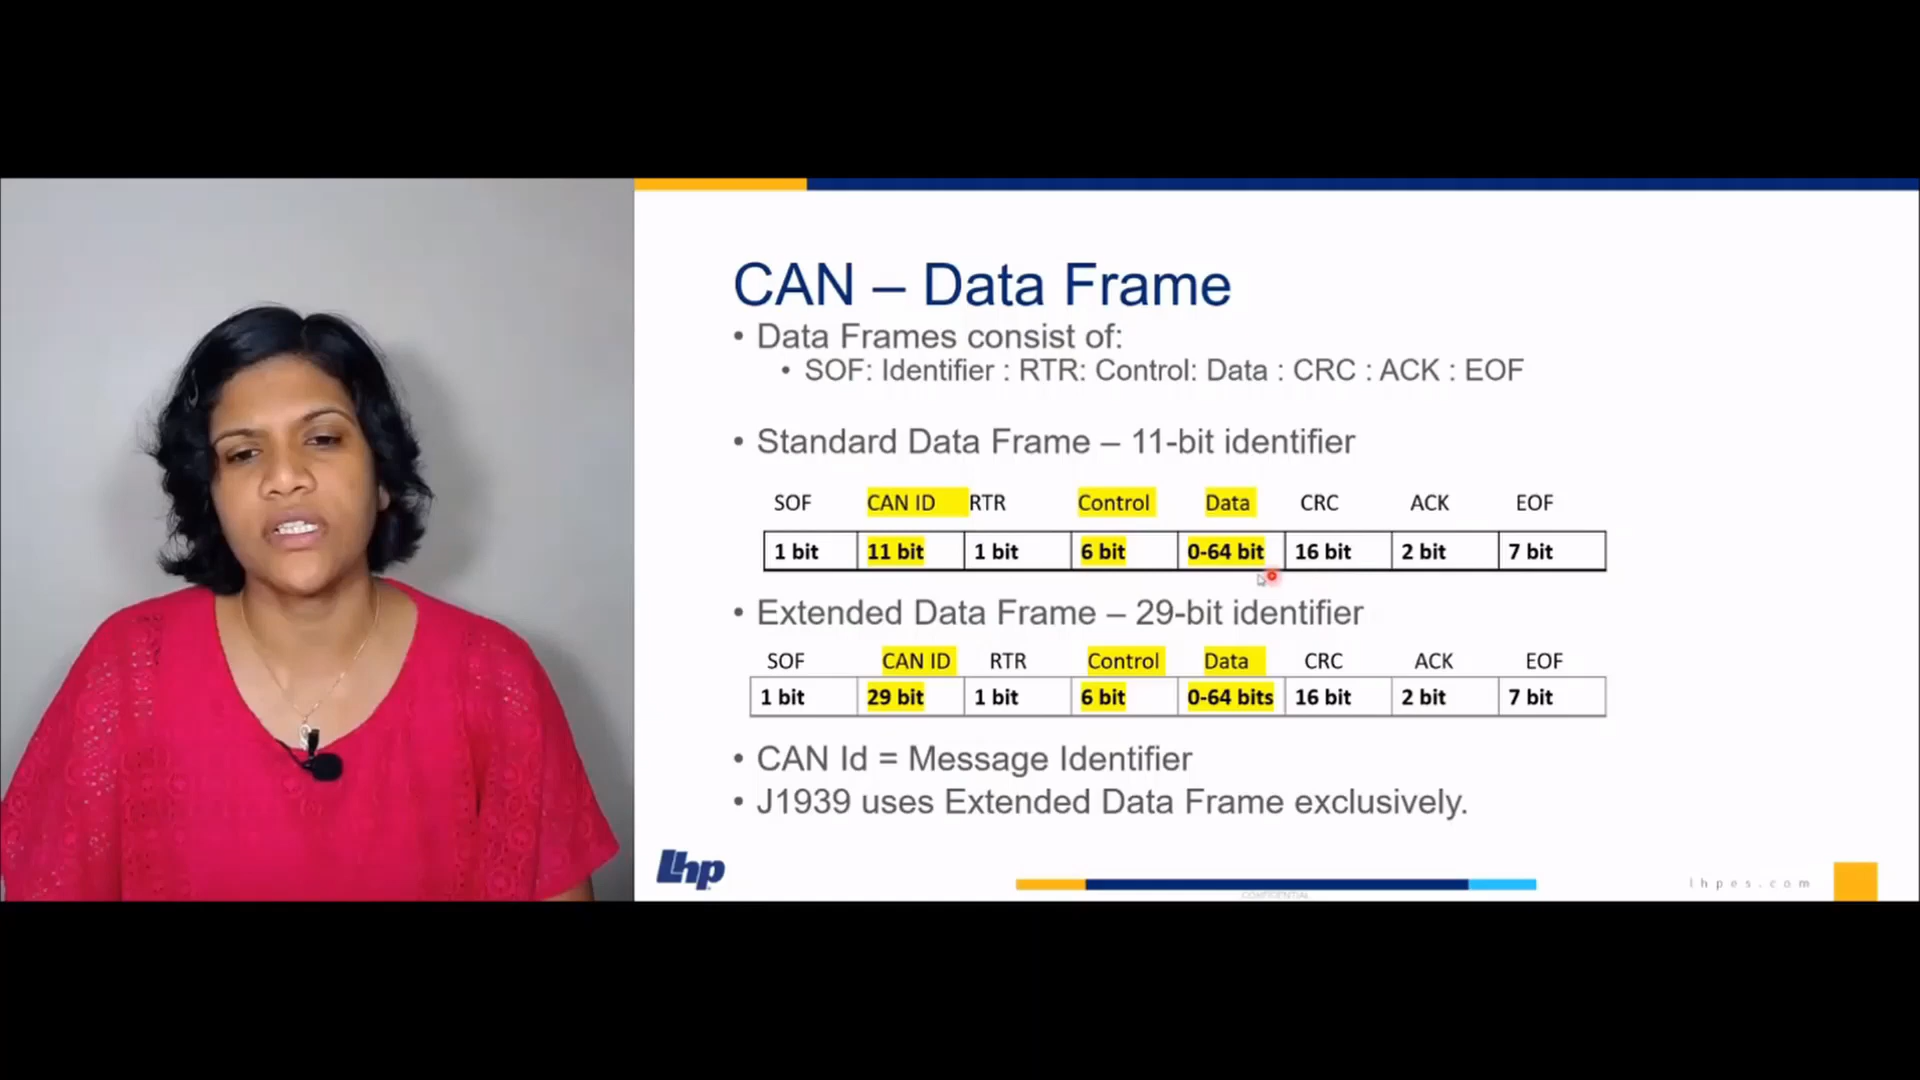 CAN – Data Frame
• Data Frames consist of:
• SOF: Identifier : RTR: Control: Data : CRC : ACK : EOF
• Standard Data Frame – 11-bit identifier
SOF CAN ID RTR Control Data CRC ACK EOF
1 bit 11 bit 1 bit 6 bit 0-64 bit 16 bit 2 bit 7 bit
• Extended Data Frame – 29-bit identifier
SOF CAN ID RTR Control Data CRC ACK EOF
1 bit 29 bit 1 bit 6 bit 0-64 bits 16 bit 2 bit 7 bit
• CAN Id = Message Identifier
• J1939 uses Extended Data Frame exclusively.
lhp
lhpes.com
CONFIDENTIAL